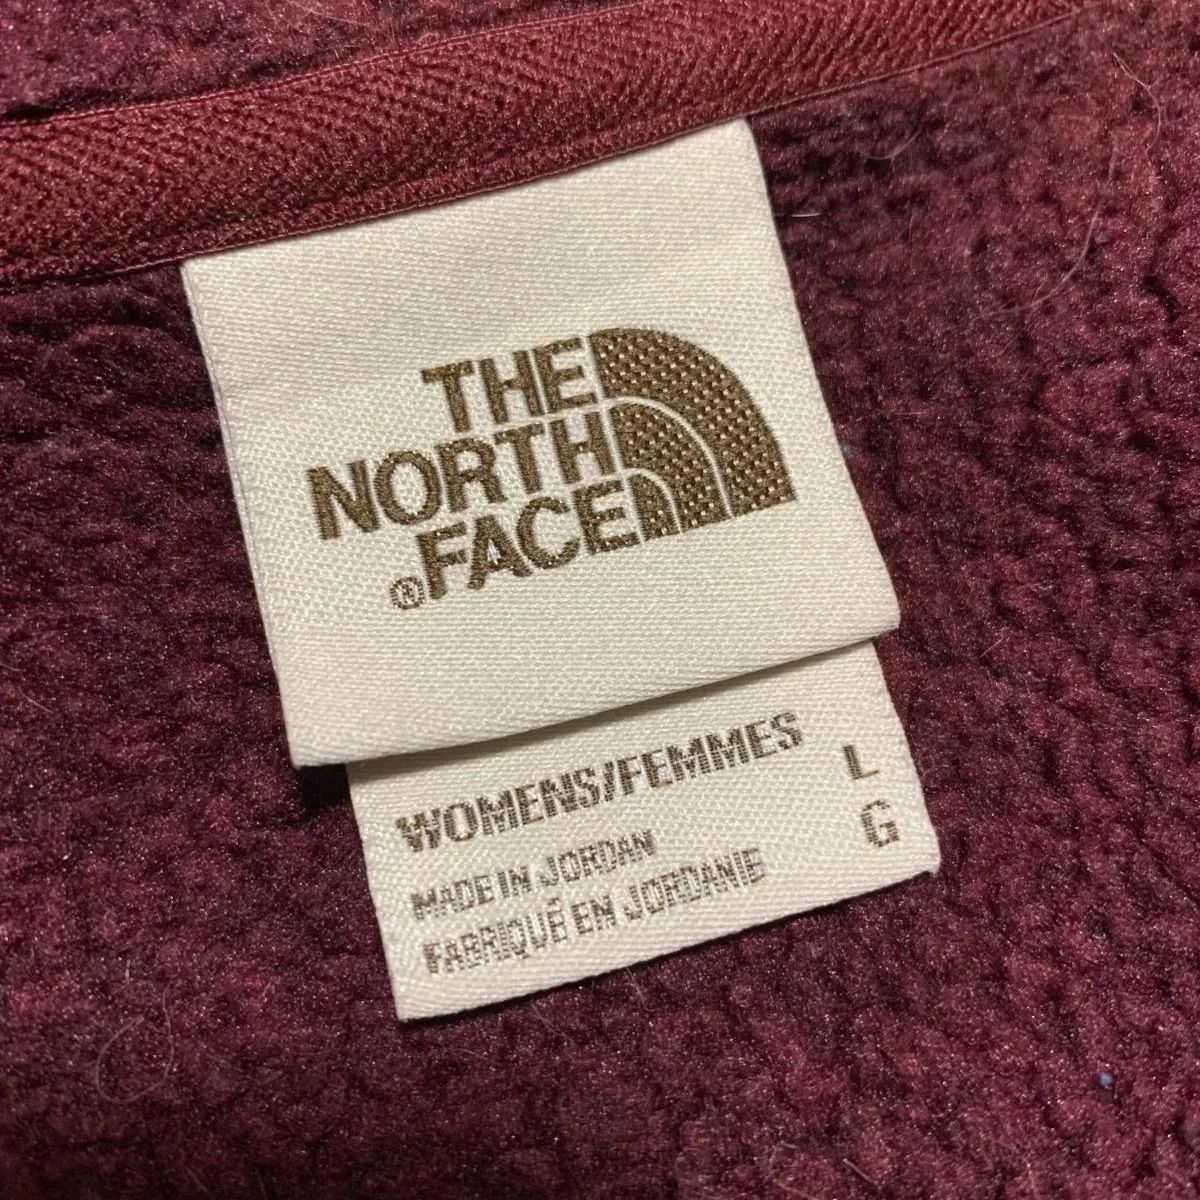 THE
NORTH
®FACE
WOMENS/FEMMES L
G
MADE IN JORDAN
FABRIQUÉ EN JORDANIE